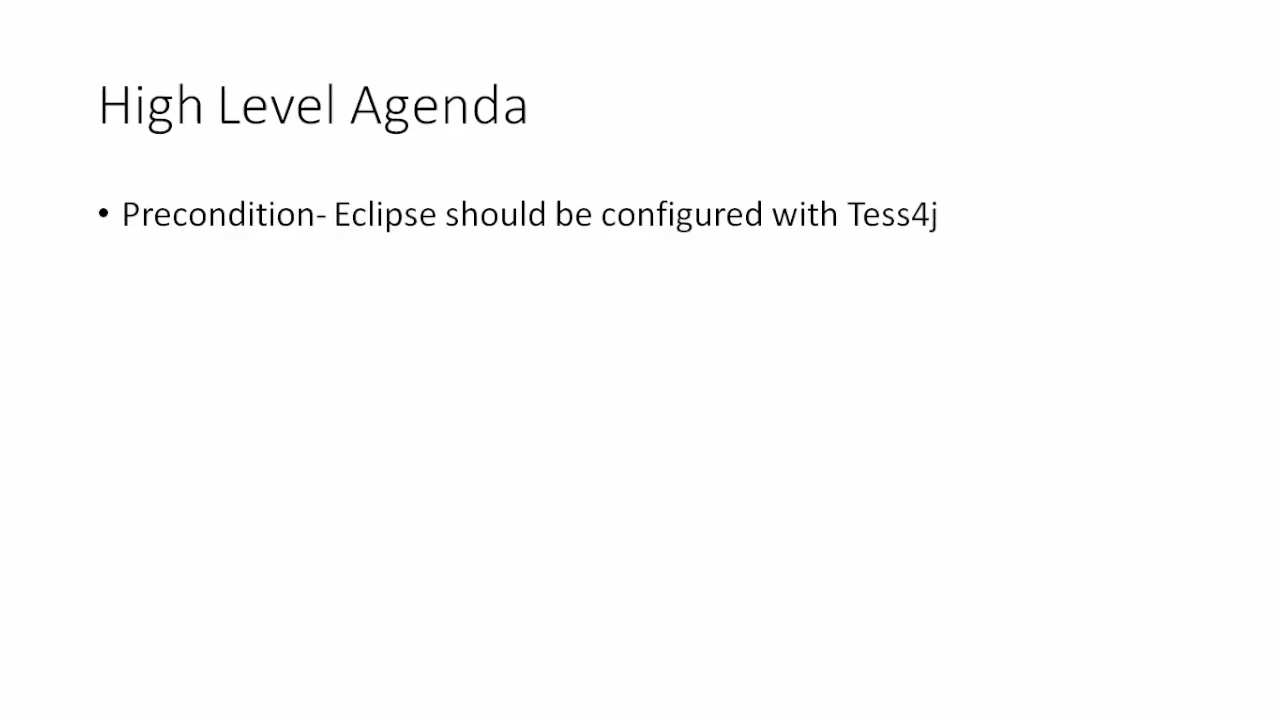 High Level Agenda
• Precondition- Eclipse should be configured with Tess4j